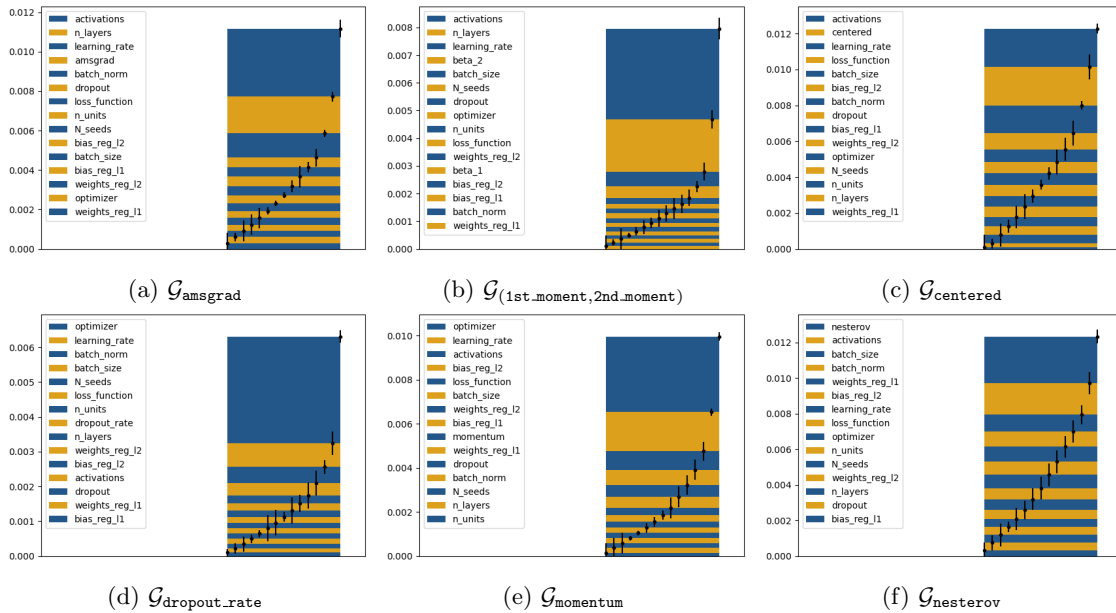 0.012
0.010
0.008
0.006
0.004
0.002
0.000
activations
n_layers
learning_rate
amsgrad
batch_norm
dropout
loss_function
n_units
N_seeds
bias_reg_l2
batch_size
bias_reg_l1
weights_reg_l2
optimizer
weights_reg_l1
(a) 𝒢amsgrad
0.008
0.007
0.006
0.005
0.004
0.003
0.002
0.001
0.000
activations
n_layers
learning_rate
beta_2
batch_size
N_seeds
dropout
optimizer
n_units
loss_function
weights_reg_l2
beta_1
bias_reg_l2
bias_reg_l1
batch_norm
weights_reg_l1
(b) 𝒢(1st_moment,2nd_moment)
0.012
0.010
0.008
0.006
0.004
0.002
0.000
activations
centered
learning_rate
loss_function
batch_size
bias_reg_l2
batch_norm
dropout
bias_reg_l1
weights_reg_l2
optimizer
N_seeds
n_units
n_layers
weights_reg_l1
(c) 𝒢centered
0.006
0.005
0.004
0.003
0.002
0.001
0.000
optimizer
learning_rate
batch_norm
batch_size
N_seeds
loss_function
n_units
dropout_rate
n_layers
weights_reg_l2
bias_reg_l2
activations
dropout
weights_reg_l1
bias_reg_l1
(d) 𝒢dropout_rate
0.010
0.008
0.006
0.004
0.002
0.000
optimizer
learning_rate
activations
bias_reg_l2
loss_function
batch_size
weights_reg_l2
bias_reg_l1
weights_reg_l1
momentum
dropout
batch_norm
N_seeds
n_layers
n_units
(e) 𝒢momentum
0.012
0.010
0.008
0.006
0.004
0.002
0.000
nesterov
activations
batch_size
batch_norm
weights_reg_l1
bias_reg_l2
learning_rate
loss_function
optimizer
n_units
N_seeds
weights_reg_l2
n_layers
dropout
bias_reg_l1
(f) 𝒢nesterov